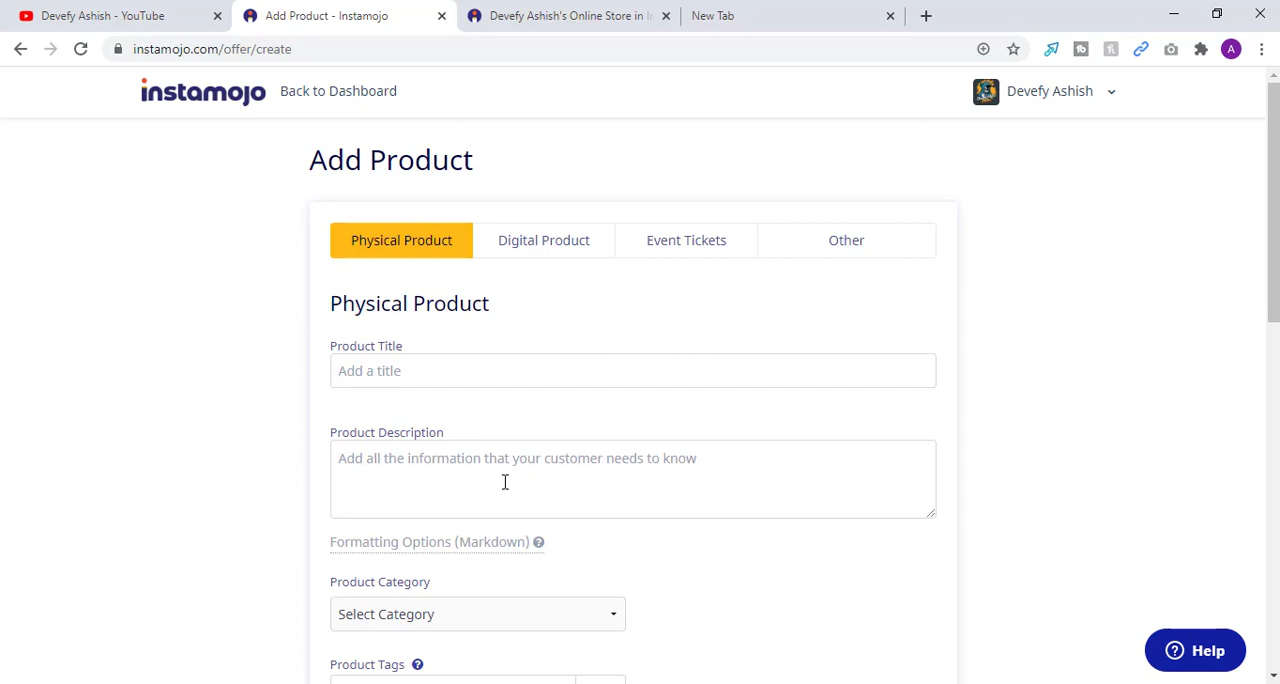 Devefy Ashish - YouTube
Add Product - Instamojo
Devefy Ashish's Online Store in I
New Tab
instamojo.com/offer/create
A
instamojo
Back to Dashboard
Devefy Ashish
Add Product
Physical Product
Digital Product
Event Tickets
Other
Physical Product
Product Title
Add a title
Product Description
Add all the information that your customer needs to know
Formatting Options (Markdown)
Product Category
Select Category
Product Tags
Help